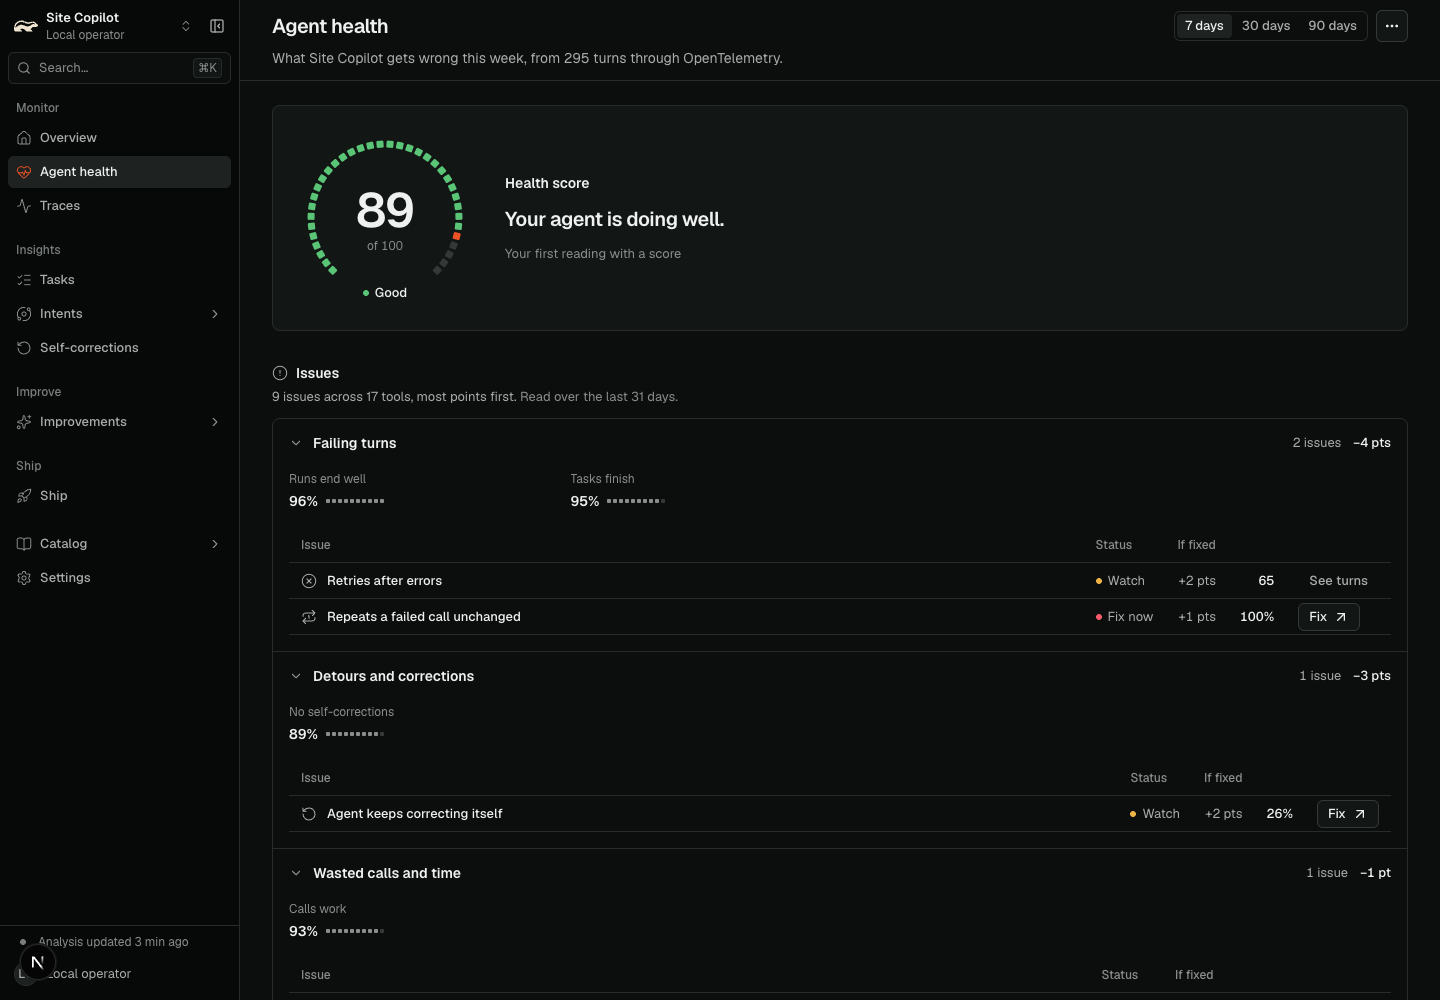 Site Copilot
Local operator
Search...
⌘K
Monitor
Overview
Agent health
Traces
Insights
Tasks
Intents
Self-corrections
Improve
Improvements
Ship
Ship
Catalog
Settings
Analysis updated 3 min ago
N
Local operator
Agent health
7 days 30 days 90 days
What Site Copilot gets wrong this week, from 295 turns through OpenTelemetry.
89
of 100
Good
Health score
Your agent is doing well.
Your first reading with a score
Issues
9 issues across 17 tools, most points first. Read over the last 31 days.
Failing turns 2 issues −4 pts
Runs end well Tasks finish
96% 95%
Issue Status If fixed
Retries after errors Watch +2 pts 65 See turns
Repeats a failed call unchanged Fix now +1 pts 100% Fix
Detours and corrections 1 issue −3 pts
No self-corrections
89%
Issue Status If fixed
Agent keeps correcting itself Watch +2 pts 26% Fix
Wasted calls and time 1 issue −1 pt
Calls work
93%
Issue Status If fixed